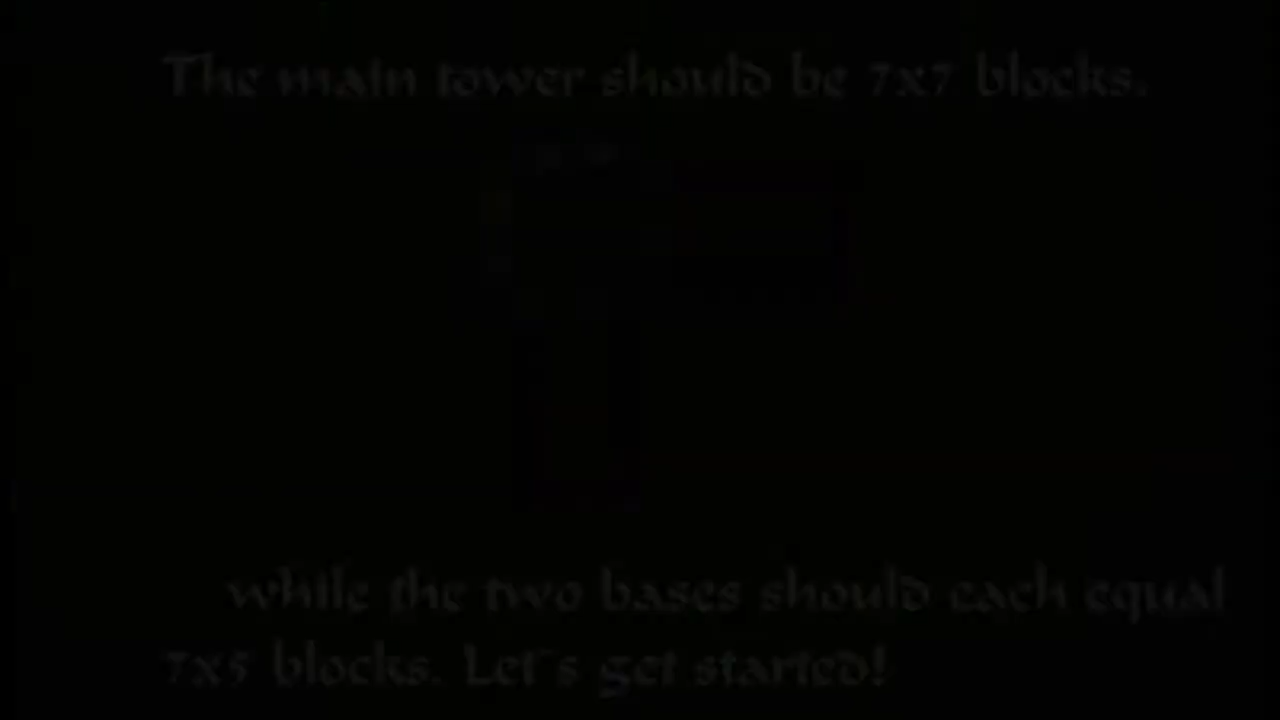 The main tower should be 7x7 blocks.
while the two bases should each equal
7x5 blocks. Let's get started!